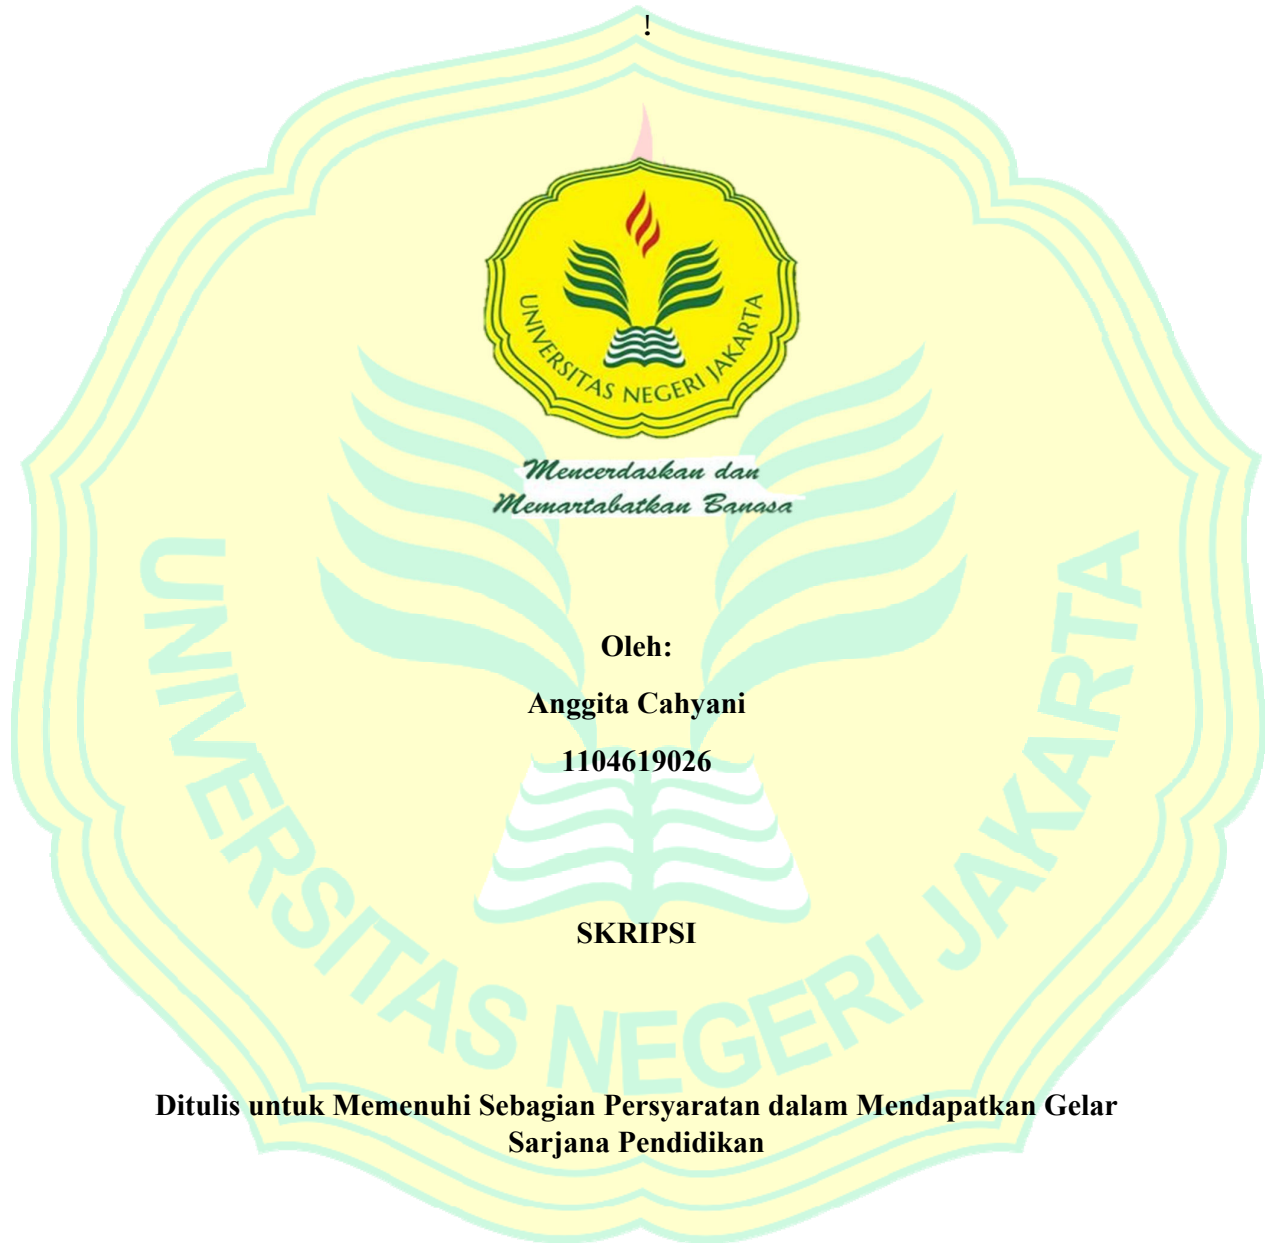 !
UNIVERSITAS NEGERI JAKARTA
Mencerdaskan dan
Memartabatkan Bangsa
UNIVERSITAS NEGERI JAKARTA
Oleh:
Anggita Cahyani
1104619026
SKRIPSI
Ditulis untuk Memenuhi Sebagian Persyaratan dalam Mendapatkan Gelar
Sarjana Pendidikan